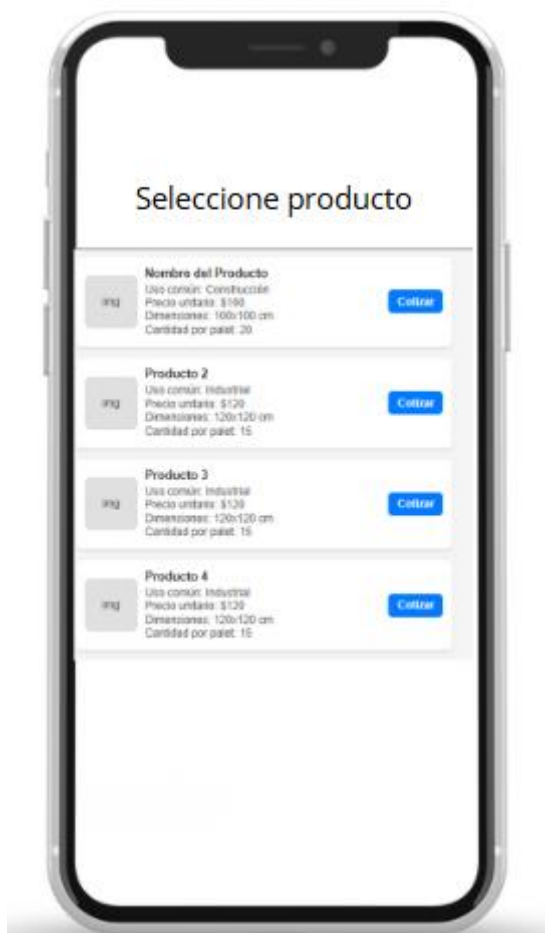 Seleccione producto
img
Nombre del Producto
Uso común: Construcción
Precio unitario: $100
Dimensiones: 100x100 cm
Cantidad por palet: 20
Cotizar
img
Producto 2
Uso común: Industrial
Precio unitario: $120
Dimensiones: 120x120 cm
Cantidad por palet: 15
Cotizar
img
Producto 3
Uso común: Industrial
Precio unitario: $120
Dimensiones: 120x120 cm
Cantidad por palet: 15
Cotizar
img
Producto 4
Uso común: Industrial
Precio unitario: $120
Dimensiones: 120x120 cm
Cantidad por palet: 15
Cotizar